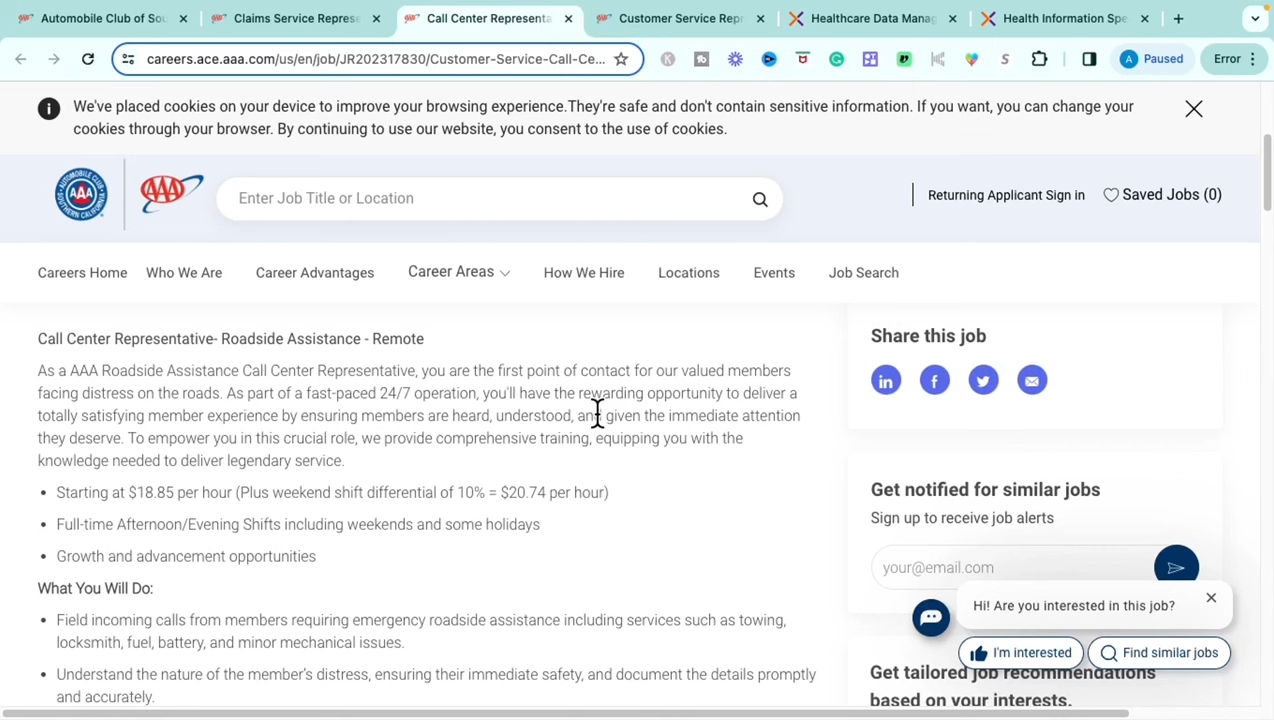 Automobile Club of Sou
Claims Service Represe
Call Center Representa
Customer Service Repr
Healthcare Data Manag
Health Information Spe
careers.ace.aaa.com/us/en/job/JR202317830/Customer-Service-Call-Ce...
A Paused
Error
We've placed cookies on your device to improve your browsing experience.They're safe and don't contain sensitive information. If you want, you can change your
cookies through your browser. By continuing to use our website, you consent to the use of cookies.
AUTOMOBILE CLUB OF
AAA
SOUTHERN CALIFORNIA
AAA
Enter Job Title or Location
Returning Applicant Sign in
Saved Jobs (0)
Careers Home
Who We Are
Career Advantages
Career Areas
How We Hire
Locations
Events
Job Search
Call Center Representative- Roadside Assistance - Remote
As a AAA Roadside Assistance Call Center Representative, you are the first point of contact for our valued members
facing distress on the roads. As part of a fast-paced 24/7 operation, you'll have the rewarding opportunity to deliver a
totally satisfying member experience by ensuring members are heard, understood, and given the immediate attention
they deserve. To empower you in this crucial role, we provide comprehensive training, equipping you with the
knowledge needed to deliver legendary service.
• Starting at $18.85 per hour (Plus weekend shift differential of 10% = $20.74 per hour)
• Full-time Afternoon/Evening Shifts including weekends and some holidays
• Growth and advancement opportunities
What You Will Do:
• Field incoming calls from members requiring emergency roadside assistance including services such as towing,
locksmith, fuel, battery, and minor mechanical issues.
• Understand the nature of the member's distress, ensuring their immediate safety, and document the details promptly
and accurately.
Share this job
in
f
Get notified for similar jobs
Sign up to receive job alerts
your@email.com
Hi! Are you interested in this job?
I'm interested
Find similar jobs
Get tailored job recommendations
based on your interests.